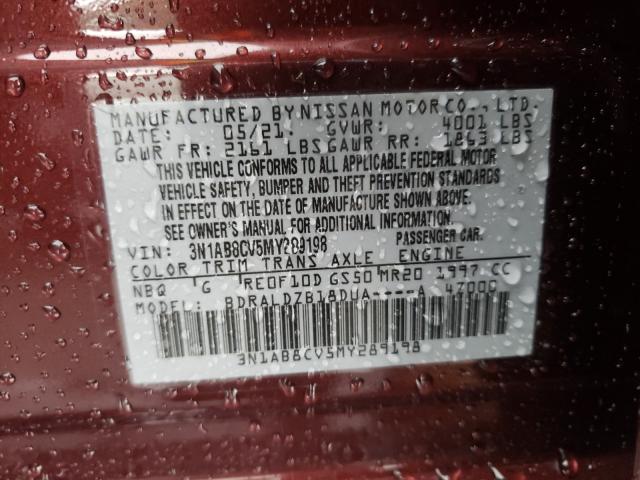 MANUFACTURED BY NISSAN MOTOR CO., LTD.
DATE: 05/21. GVWR: 4001 LBS
GAWR FR: 2161 LBS GAWR RR: 1863 LBS
THIS VEHICLE CONFORMS TO ALL APPLICABLE FEDERAL MOTOR
VEHICLE SAFETY, BUMPER AND THEFT PREVENTION STANDARDS
IN EFFECT ON THE DATE OF MANUFACTURE SHOWN ABOVE.
SEE OWNER'S MANUAL FOR ADDITIONAL INFORMATION.
VIN: 3N1AB8CV5MY289198 PASSENGER CAR.
COLOR TRIM TRANS AXLE ENGINE
NBQ G RE0F10D GS50 MR20 1997 CC
MODEL: BDRALDZB18DUA----A 4Z000
3N1AB8CV5MY289198